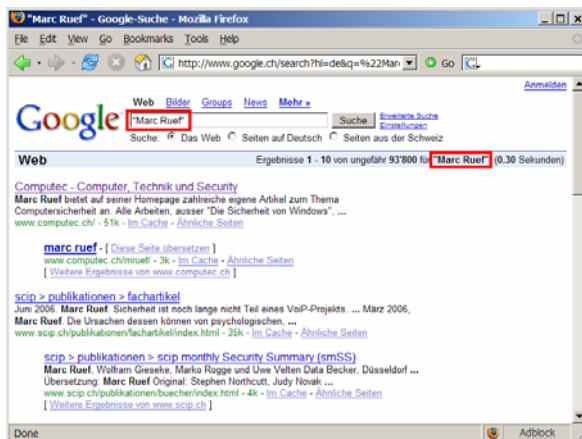 "Marc Ruef" - Google-Suche - Mozilla Firefox
File Edit View Go Bookmarks Tools Help
http://www.google.ch/search?hl=de&q=%22Mar Go
Anmelden
Google
Web Bilder Groups News Mehr »
"Marc Ruef" Suche Erweiterte Suche
Einstellungen
Suche: Das Web Seiten auf Deutsch Seiten aus der Schweiz
Web Ergebnisse 1 - 10 von ungefähr 93'800 für "Marc Ruef" (0.30 Sekunden)
Computec - Computer, Technik und Security
Marc Ruef bietet auf seiner Homepage zahlreiche eigene Artikel zum Thema
Computersicherheit an. Alle Arbeiten, ausser "Die Sicherheit von Windows", ...
www.computec.ch/ - 51k - Im Cache - Ähnliche Seiten
marc ruef - [ Diese Seite übersetzen ]
www.computec.ch/mruef/ - 3k - Im Cache - Ähnliche Seiten
[ Weitere Ergebnisse von www.computec.ch ]
scip > publikationen > fachartikel
Juni 2006. Marc Ruef. Sicherheit ist noch lange nicht Teil eines VoiP-Projekts. ... März 2006,
Marc Ruef. Die Ursachen dessen können von psychologischen, ...
www.scip.ch/publikationen/fachartikel/index.html - 35k - Im Cache - Ähnliche Seiten
scip > publikationen > scip monthly Security Summary (smSS)
Marc Ruef, Wolfram Gieseke, Marko Rogge und Uwe Velten Data Becker, Düsseldorf ...
Übersetzung: Marc Ruef Original: Stephen Northcutt, Judy Novak ...
www.scip.ch/publikationen/buecher/index.html - 4k - Im Cache - Ähnliche Seiten
[ Weitere Ergebnisse von www.scip.ch ]
Done Adblock